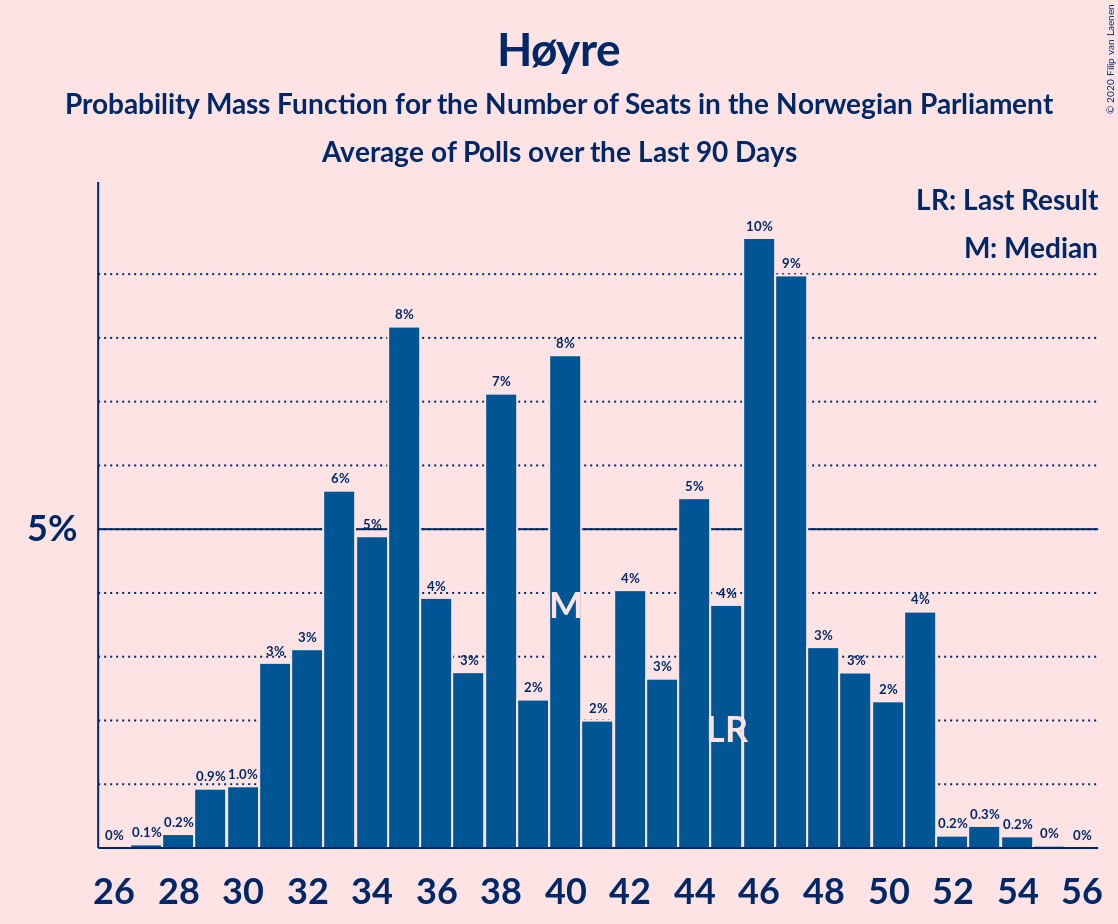 Høyre
Probability Mass Function for the Number of Seats in the Norwegian Parliament
Average of Polls over the Last 90 Days
© 2020 Filip van Laenen
LR: Last Result
M: Median
5%
0% 0.1% 0.2% 0.9% 1.0% 3% 3% 6% 5% 8% 4% 3% 7% 2% 8% 2% 4% 3% 5% 4% 10% 9% 3% 3% 2% 4% 0.2% 0.3% 0.2% 0% 0%
M
LR
26 28 30 32 34 36 38 40 42 44 46 48 50 52 54 56